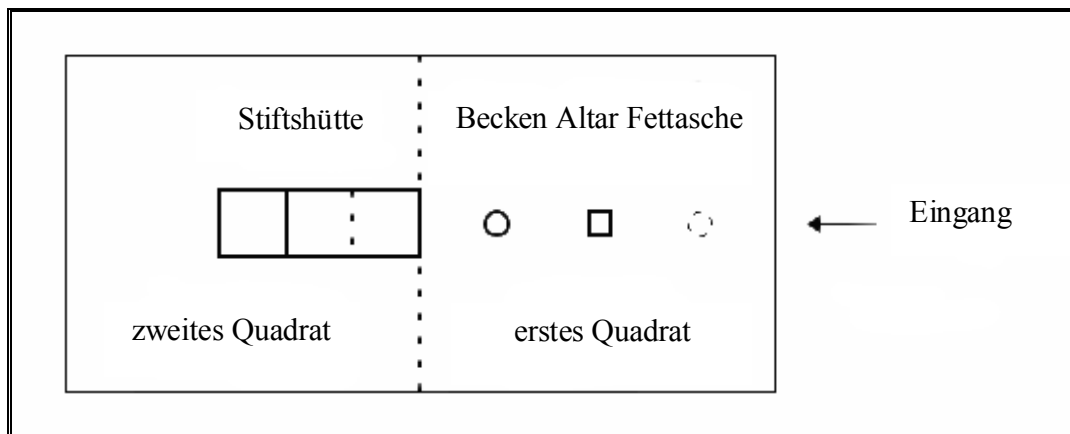 Stiftshütte
Becken Altar Fettasche
Eingang
zweites Quadrat
erstes Quadrat